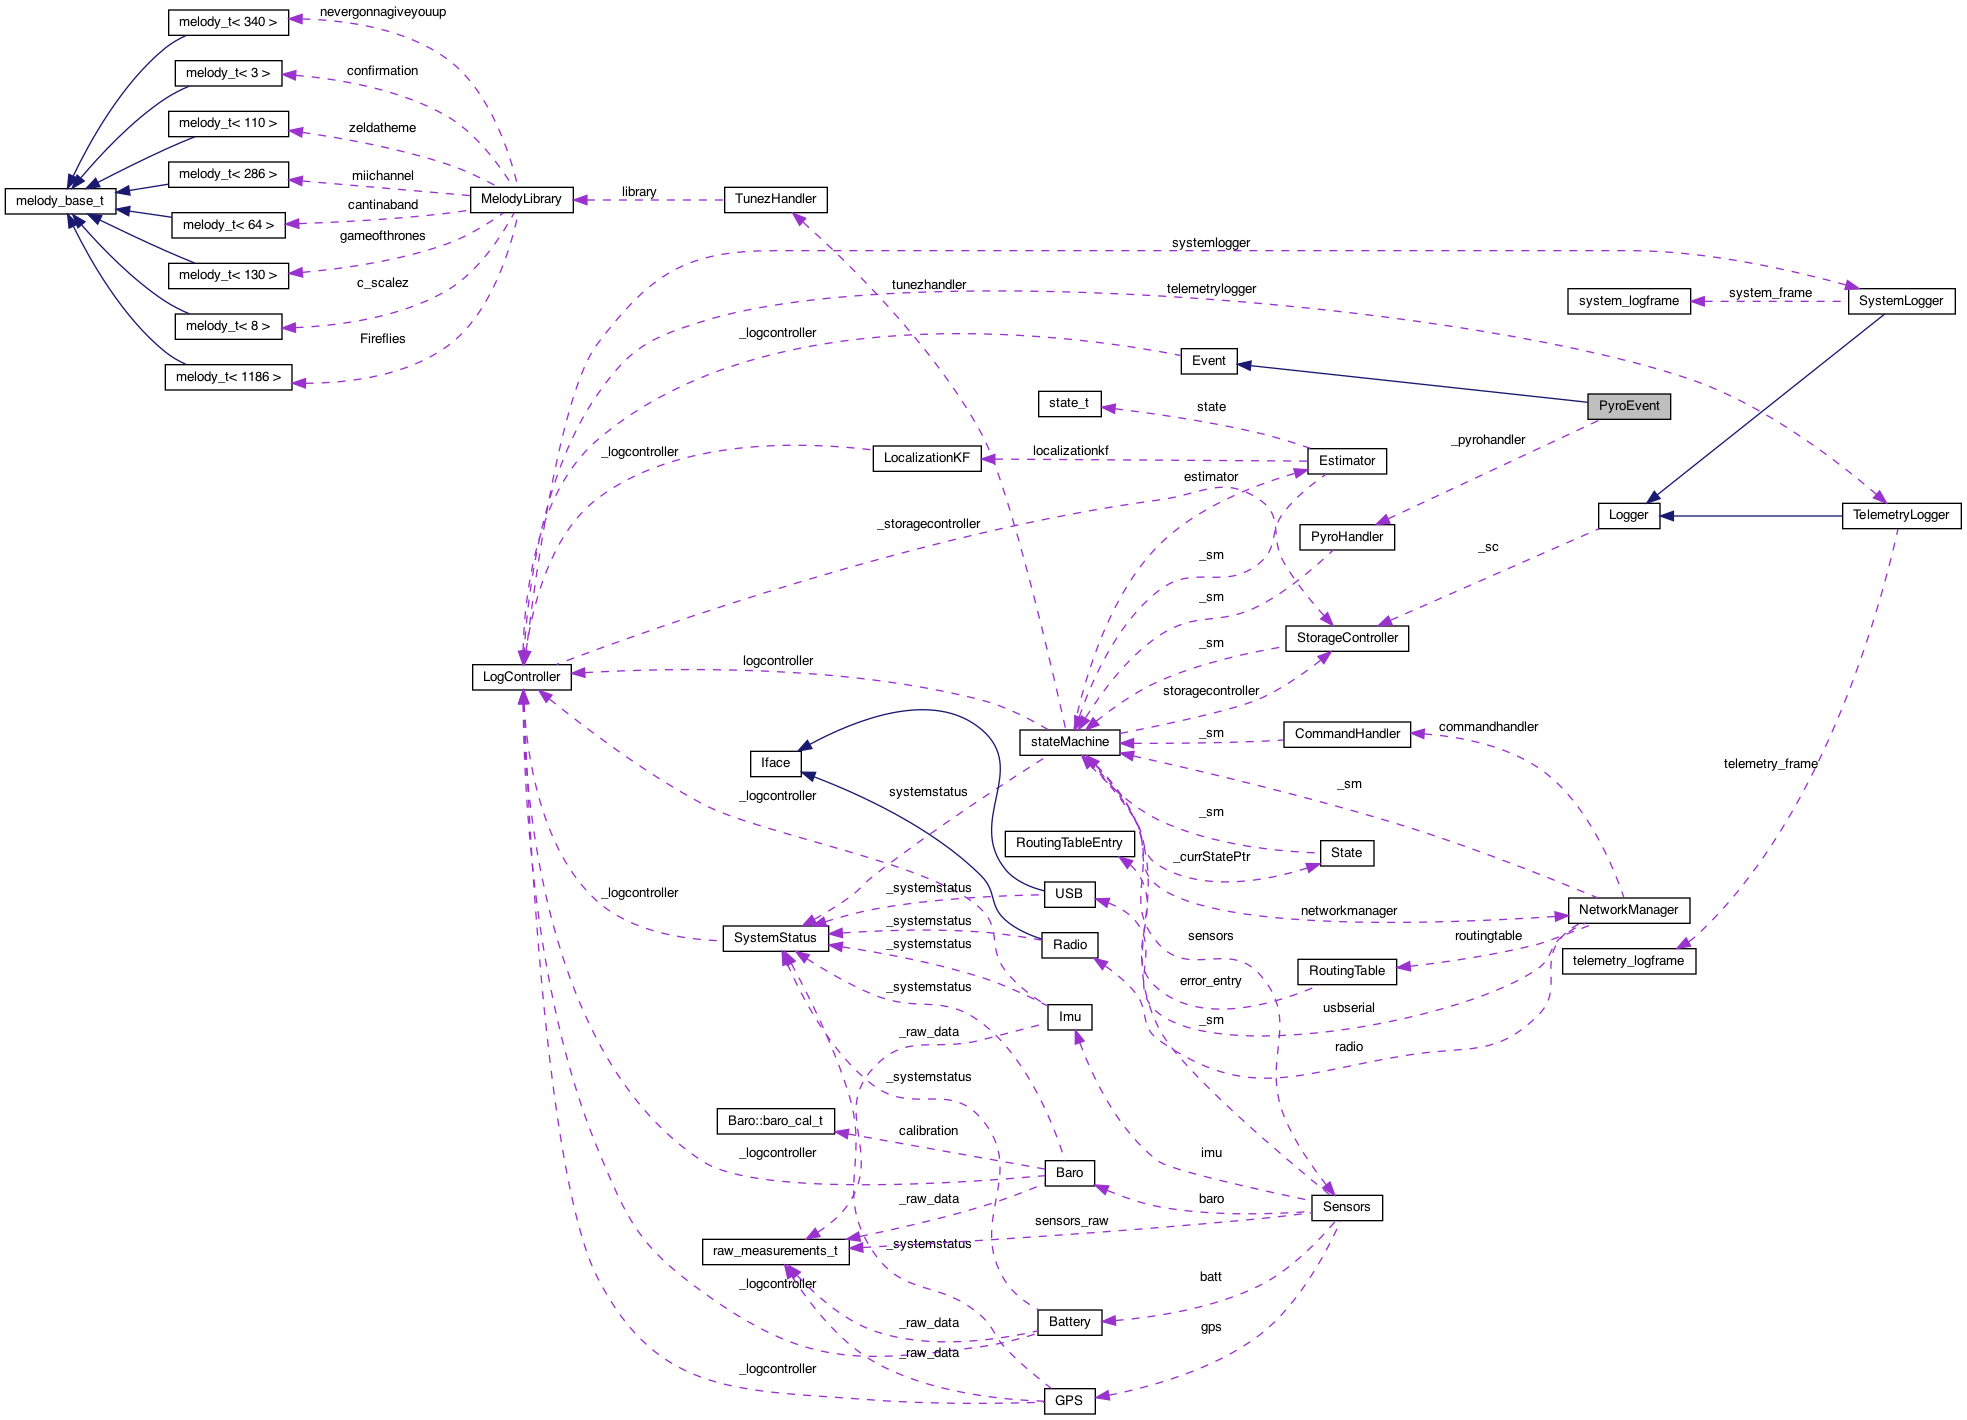 nevergonnagiveyouup
melody_t< 340 >
confirmation
melody_t< 3 >
zeldatheme
melody_t< 110 >
miichannel
melody_t< 286 >
melody_base_t
MelodyLibrary
library
TunezHandler
cantinaband
melody_t< 64 >
gameofthrones
melody_t< 130 >
c_scalez
melody_t< 8 >
Fireflies
melody_t< 1186 >
systemlogger
tunezhandler
telemetrylogger
system_logframe
system_frame
SystemLogger
_logcontroller
Event
state_t
state
PyroEvent
_logcontroller
LocalizationKF
localizationkf
Estimator
_pyrohandler
estimator
_storagecontroller
PyroHandler
Logger
TelemetryLogger
_sm
_sc
_sm
StorageController
_sm
logcontroller
LogController
storagecontroller
stateMachine
_sm
CommandHandler
commandhandler
Iface
telemetry_frame
_logcontroller
systemstatus
_sm
_sm
RoutingTableEntry
_currStatePtr
State
_logcontroller
_systemstatus
USB
networkmanager
NetworkManager
_systemstatus
SystemStatus
_systemstatus
Radio
sensors
routingtable
telemetry_logframe
RoutingTable
error_entry
_systemstatus
Imu
usbserial
_sm
_raw_data
radio
_systemstatus
Baro::baro_cal_t
calibration
_logcontroller
Baro
imu
_raw_data
baro
Sensors
sensors_raw
raw_measurements_t
_systemstatus
batt
_logcontroller
_raw_data
Battery
gps
_raw_data
_logcontroller
GPS